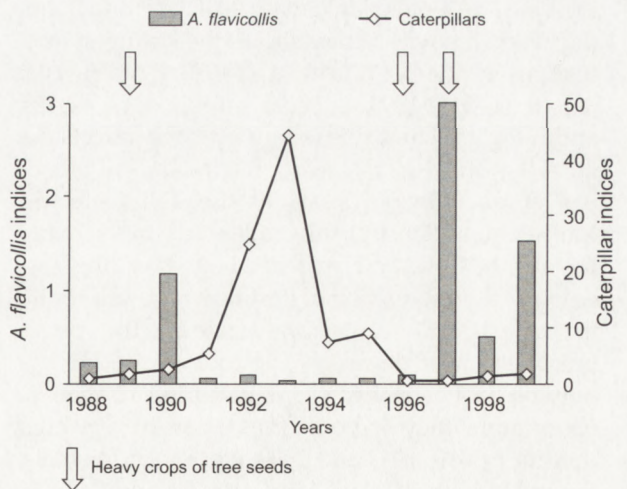 A. flavicollis Caterpillars
3 50
40
2
30
20
1
10
0 0
A. flavicollis indices
Caterpillar indices
1988 1990 1992 1994 1996 1998
Years
Heavy crops of tree seeds